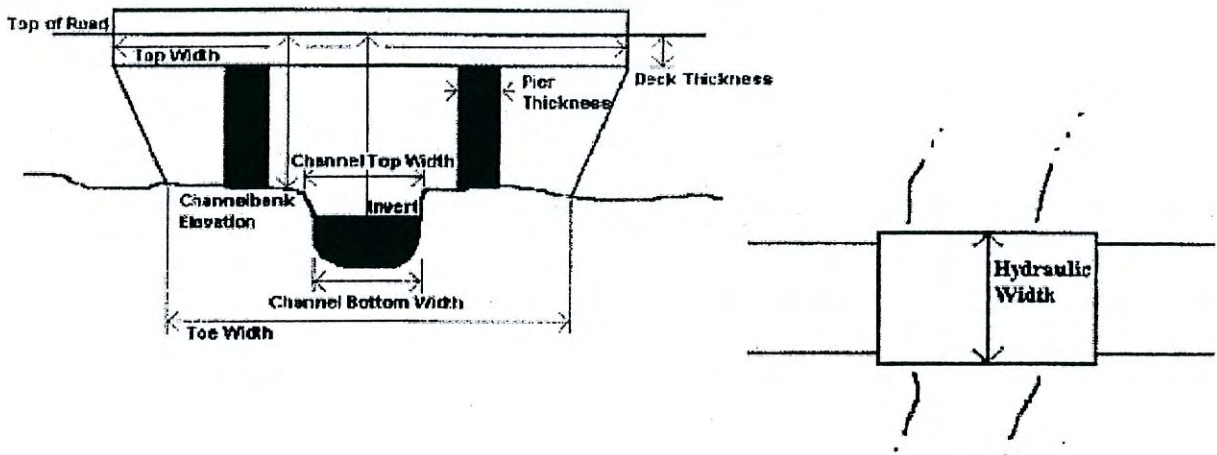 Top of Road
Top Width
Deck Thickness
Pier
Thickness
Channel Top Width
Channelbank
Elevation
Invert
Channel Bottom Width
Toe Width
Hydraulic
Width